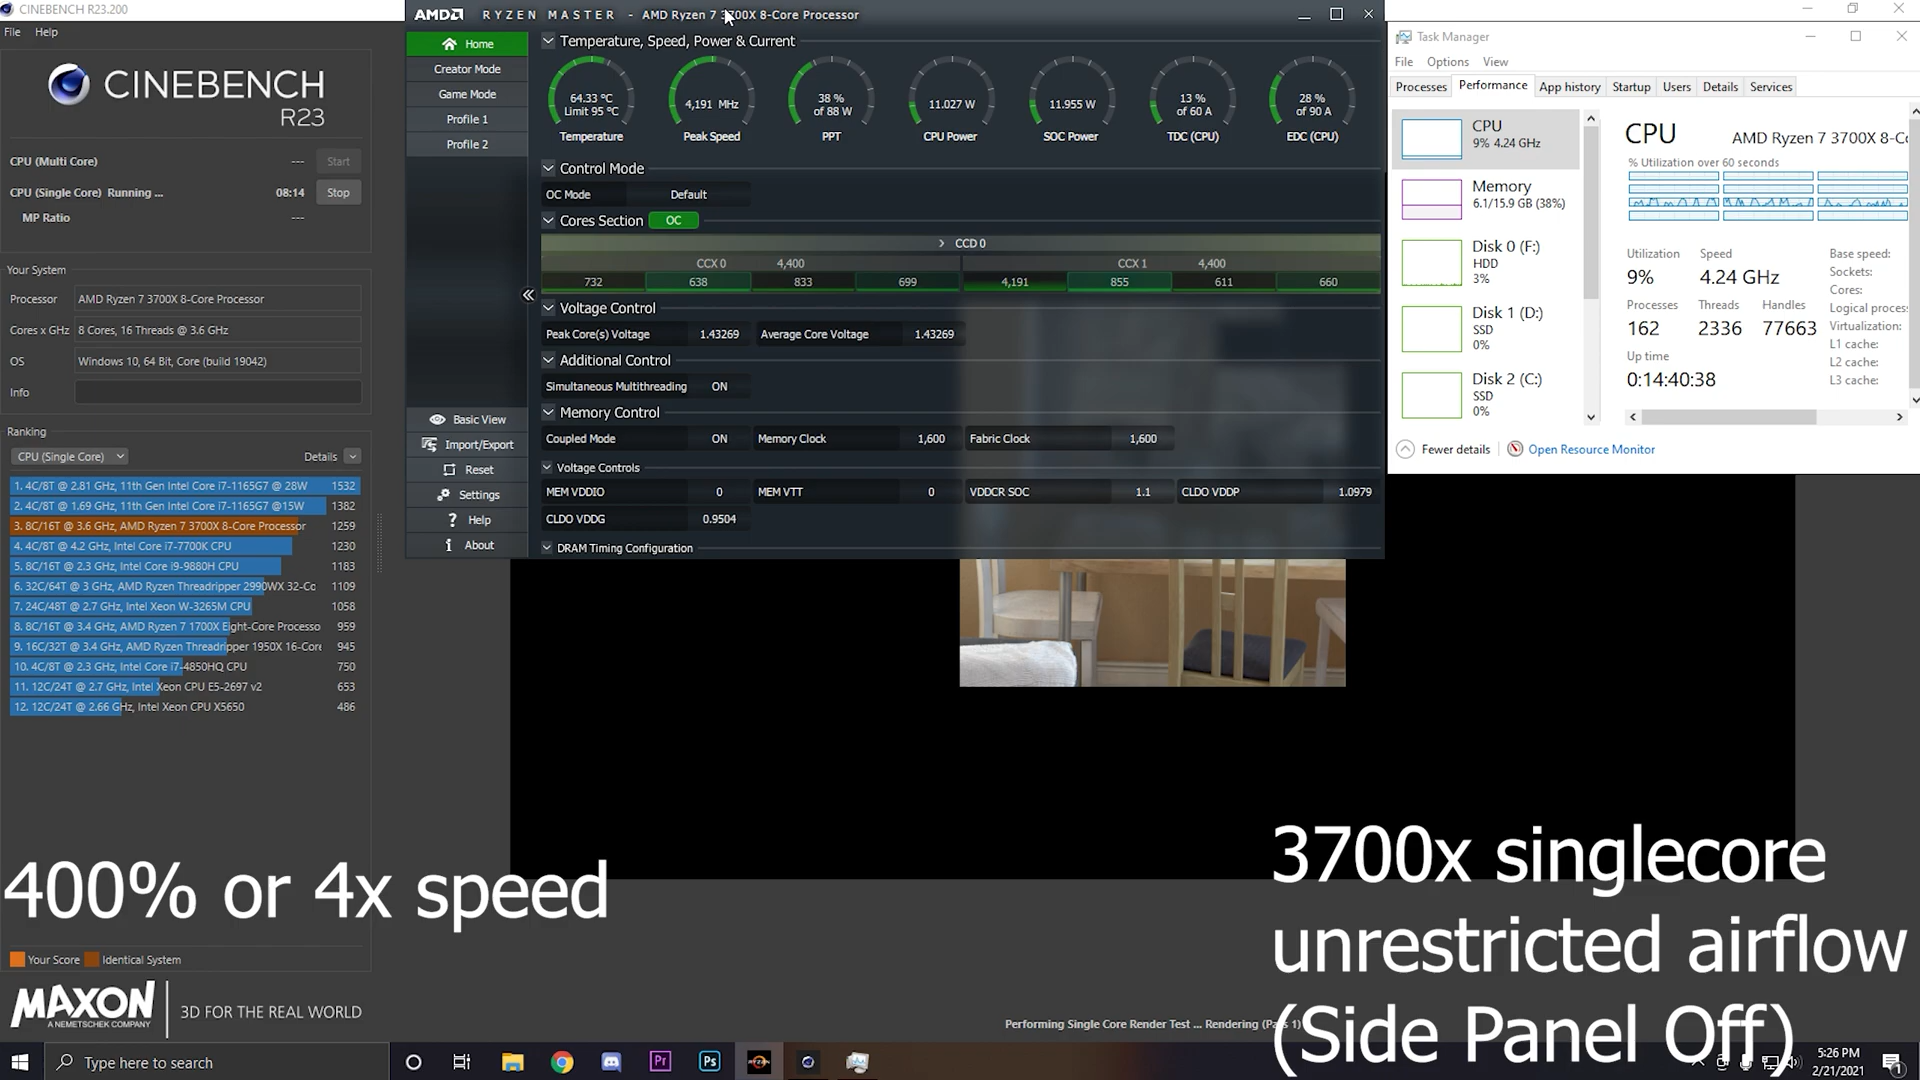 CINEBENCH R23.200
File Help
CINEBENCH
R23
CPU (Multi Core) --- Start
CPU (Single Core) Running ... 08:14 Stop
MP Ratio ---
Your System
Processor AMD Ryzen 7 3700X 8-Core Processor
Cores x GHz 8 Cores, 16 Threads @ 3.6 GHz
OS Windows 10, 64 Bit, Core (build 19042)
Info
Ranking
CPU (Single Core) Details
1. 4C/8T @ 2.81 GHz, 11th Gen Intel Core i7-1165G7 @ 28W 1532
2. 4C/8T @ 1.69 GHz, 11th Gen Intel Core i7-1165G7 @15W 1382
3. 8C/16T @ 3.6 GHz, AMD Ryzen 7 3700X 8-Core Processor 1259
4. 4C/8T @ 4.2 GHz, Intel Core i7-7700K CPU 1230
5. 8C/16T @ 2.3 GHz, Intel Core i9-9880H CPU 1183
6. 32C/64T @ 3 GHz, AMD Ryzen Threadripper 2990WX 32-Co 1109
7. 24C/48T @ 2.7 GHz, Intel Xeon W-3265M CPU 1058
8. 8C/16T @ 3.4 GHz, AMD Ryzen 7 1700X Eight-Core Processo 959
9. 16C/32T @ 3.4 GHz, AMD Ryzen Threadripper 1950X 16-Core 945
10. 4C/8T @ 2.3 GHz, Intel Core i7-4850HQ CPU 750
11. 12C/24T @ 2.7 GHz, Intel Xeon CPU E5-2697 v2 653
12. 12C/24T @ 2.66 GHz, Intel Xeon CPU X5650 486
400% or 4x speed
Your Score Identical System
MAXON
A NEMETSCHEK COMPANY
3D FOR THE REAL WORLD
AMD RYZEN MASTER - AMD Ryzen 7 3700X 8-Core Processor
Home
Creator Mode
Game Mode
Profile 1
Profile 2
Basic View
Import/Export
Reset
Settings
Help
About
Temperature, Speed, Power & Current
64.33 ºC
Limit 95 ºC
Temperature
4,191 MHz
Peak Speed
38 %
of 88 W
PPT
11.027 W
CPU Power
11.955 W
SOC Power
13 %
of 60 A
TDC (CPU)
28 %
of 90 A
EDC (CPU)
Control Mode
OC Mode Default
Cores Section OC
CCD 0
CCX 0 4,400 CCX 1 4,400
732 638 833 699 4,191 855 611 660
Voltage Control
Peak Core(s) Voltage 1.43269 Average Core Voltage 1.43269
Additional Control
Simultaneous Multithreading ON
Memory Control
Coupled Mode ON Memory Clock 1,600 Fabric Clock 1,600
Voltage Controls
MEM VDDIO 0 MEM VTT 0 VDDCR SOC 1.1 CLDO VDDP 1.0979
CLDO VDDG 0.9504
DRAM Timing Configuration
Task Manager
File Options View
Processes Performance App history Startup Users Details Services
CPU
9% 4.24 GHz
Memory
6.1/15.9 GB (38%)
Disk 0 (F:)
HDD
3%
Disk 1 (D:)
SSD
0%
Disk 2 (C:)
SSD
0%
CPU AMD Ryzen 7 3700X 8-Co
% Utilization over 60 seconds
Utilization Speed
9% 4.24 GHz
Processes Threads Handles
162 2336 77663
Up time
0:14:40:38
Base speed:
Sockets:
Cores:
Logical proces
Virtualization:
L1 cache:
L2 cache:
L3 cache:
Fewer details Open Resource Monitor
3700x singlecore
unrestricted airflow
(Side Panel Off)
Performing Single Core Render Test ... Rendering (Pass 1)
Type here to search
Pr Ps RYZEN
5:26 PM
2/21/2021
1